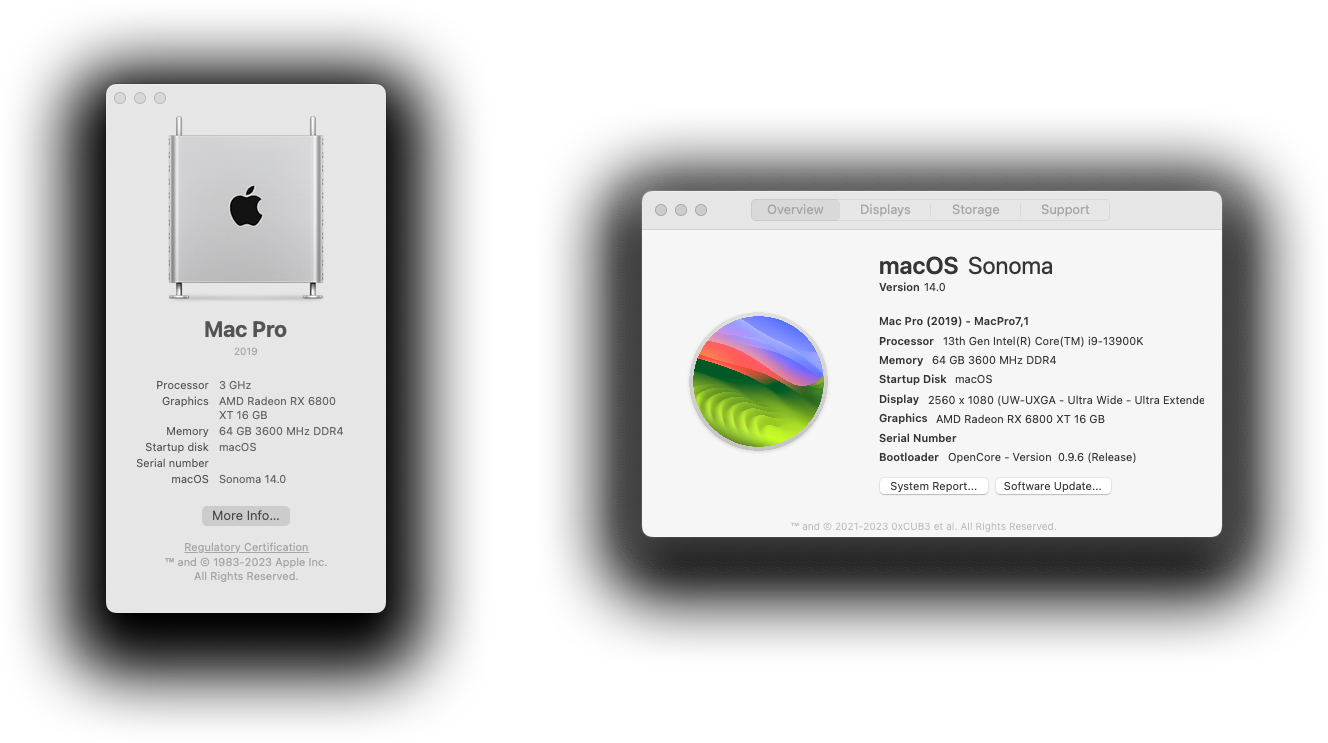 Mac Pro
2019
Processor 3 GHz
Graphics AMD Radeon RX 6800
XT 16 GB
Memory 64 GB 3600 MHz DDR4
Startup disk macOS
Serial number
macOS Sonoma 14.0
More Info...
Regulatory Certification
™ and © 1983-2023 Apple Inc.
All Rights Reserved.
Overview Displays Storage Support
macOS Sonoma
Version 14.0
Mac Pro (2019) - MacPro7,1
Processor 13th Gen Intel(R) Core(TM) i9-13900K
Memory 64 GB 3600 MHz DDR4
Startup Disk macOS
Display 2560 x 1080 (UW-UXGA - Ultra Wide - Ultra Extende
Graphics AMD Radeon RX 6800 XT 16 GB
Serial Number
Bootloader OpenCore - Version 0.9.6 (Release)
System Report... Software Update...
™ and © 2021-2023 0xCUB3 et al. All Rights Reserved.